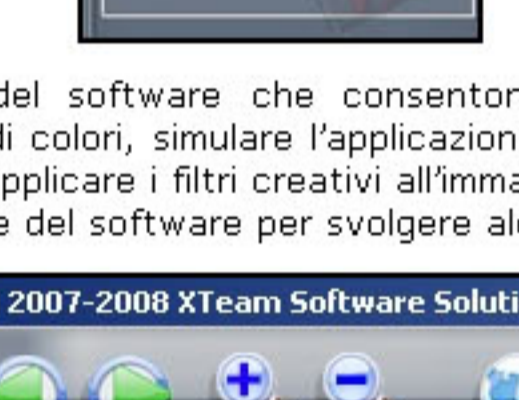 del software che consenton
di colori, simulare l'applicazion
applicare i filtri creativi all'imma
e del software per svolgere al
2007-2008 XTeam Software Soluti